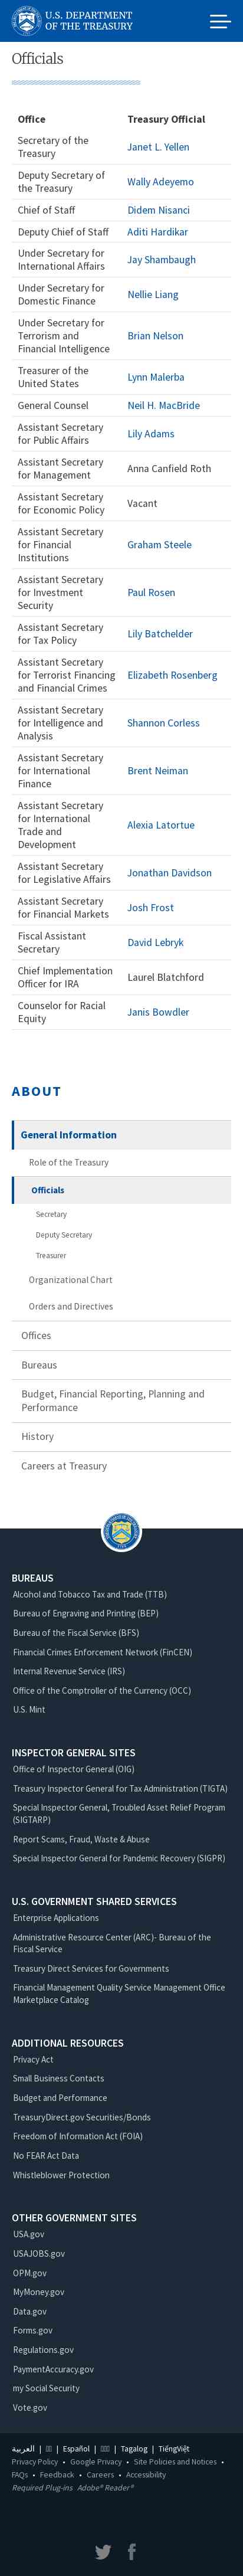 U.S. DEPARTMENT
OF THE TREASURY
Officials
Office Treasury Official
Secretary of the
Treasury
Janet L. Yellen
Deputy Secretary of
the Treasury
Wally Adeyemo
Chief of Staff Didem Nisanci
Deputy Chief of Staff Aditi Hardikar
Under Secretary for
International Affairs
Jay Shambaugh
Under Secretary for
Domestic Finance
Nellie Liang
Under Secretary for
Terrorism and
Financial Intelligence
Brian Nelson
Treasurer of the
United States
Lynn Malerba
General Counsel Neil H. MacBride
Assistant Secretary
for Public Affairs
Lily Adams
Assistant Secretary
for Management
Anna Canfield Roth
Assistant Secretary
for Economic Policy
Vacant
Assistant Secretary
for Financial
Institutions
Graham Steele
Assistant Secretary
for Investment
Security
Paul Rosen
Assistant Secretary
for Tax Policy
Lily Batchelder
Assistant Secretary
for Terrorist Financing
and Financial Crimes
Elizabeth Rosenberg
Assistant Secretary
for Intelligence and
Analysis
Shannon Corless
Assistant Secretary
for International
Finance
Brent Neiman
Assistant Secretary
for International
Trade and
Development
Alexia Latortue
Assistant Secretary
for Legislative Affairs
Jonathan Davidson
Assistant Secretary
for Financial Markets
Josh Frost
Fiscal Assistant
Secretary
David Lebryk
Chief Implementation
Officer for IRA
Laurel Blatchford
Counselor for Racial
Equity
Janis Bowdler
ABOUT
General Information
Role of the Treasury
Officials
Secretary
Deputy Secretary
Treasurer
Organizational Chart
Orders and Directives
Offices
Bureaus
Budget, Financial Reporting, Planning and
Performance
History
Careers at Treasury
BUREAUS
Alcohol and Tobacco Tax and Trade (TTB)
Bureau of Engraving and Printing (BEP)
Bureau of the Fiscal Service (BFS)
Financial Crimes Enforcement Network (FinCEN)
Internal Revenue Service (IRS)
Office of the Comptroller of the Currency (OCC)
U.S. Mint
INSPECTOR GENERAL SITES
Office of Inspector General (OIG)
Treasury Inspector General for Tax Administration (TIGTA)
Special Inspector General, Troubled Asset Relief Program
(SIGTARP)
Report Scams, Fraud, Waste & Abuse
Special Inspector General for Pandemic Recovery (SIGPR)
U.S. GOVERNMENT SHARED SERVICES
Enterprise Applications
Administrative Resource Center (ARC)- Bureau of the
Fiscal Service
Treasury Direct Services for Governments
Financial Management Quality Service Management Office
Marketplace Catalog
ADDITIONAL RESOURCES
Privacy Act
Small Business Contacts
Budget and Performance
TreasuryDirect.gov Securities/Bonds
Freedom of Information Act (FOIA)
No FEAR Act Data
Whistleblower Protection
OTHER GOVERNMENT SITES
USA.gov
USAJOBS.gov
OPM.gov
MyMoney.gov
Data.gov
Forms.gov
Regulations.gov
PaymentAccuracy.gov
my Social Security
Vote.gov
العربية | | Español | | Tagalog | TiếngViệt
Privacy Policy • Google Privacy • Site Policies and Notices •
FAQs • Feedback • Careers • Accessibility
Required Plug-ins Adobe® Reader®